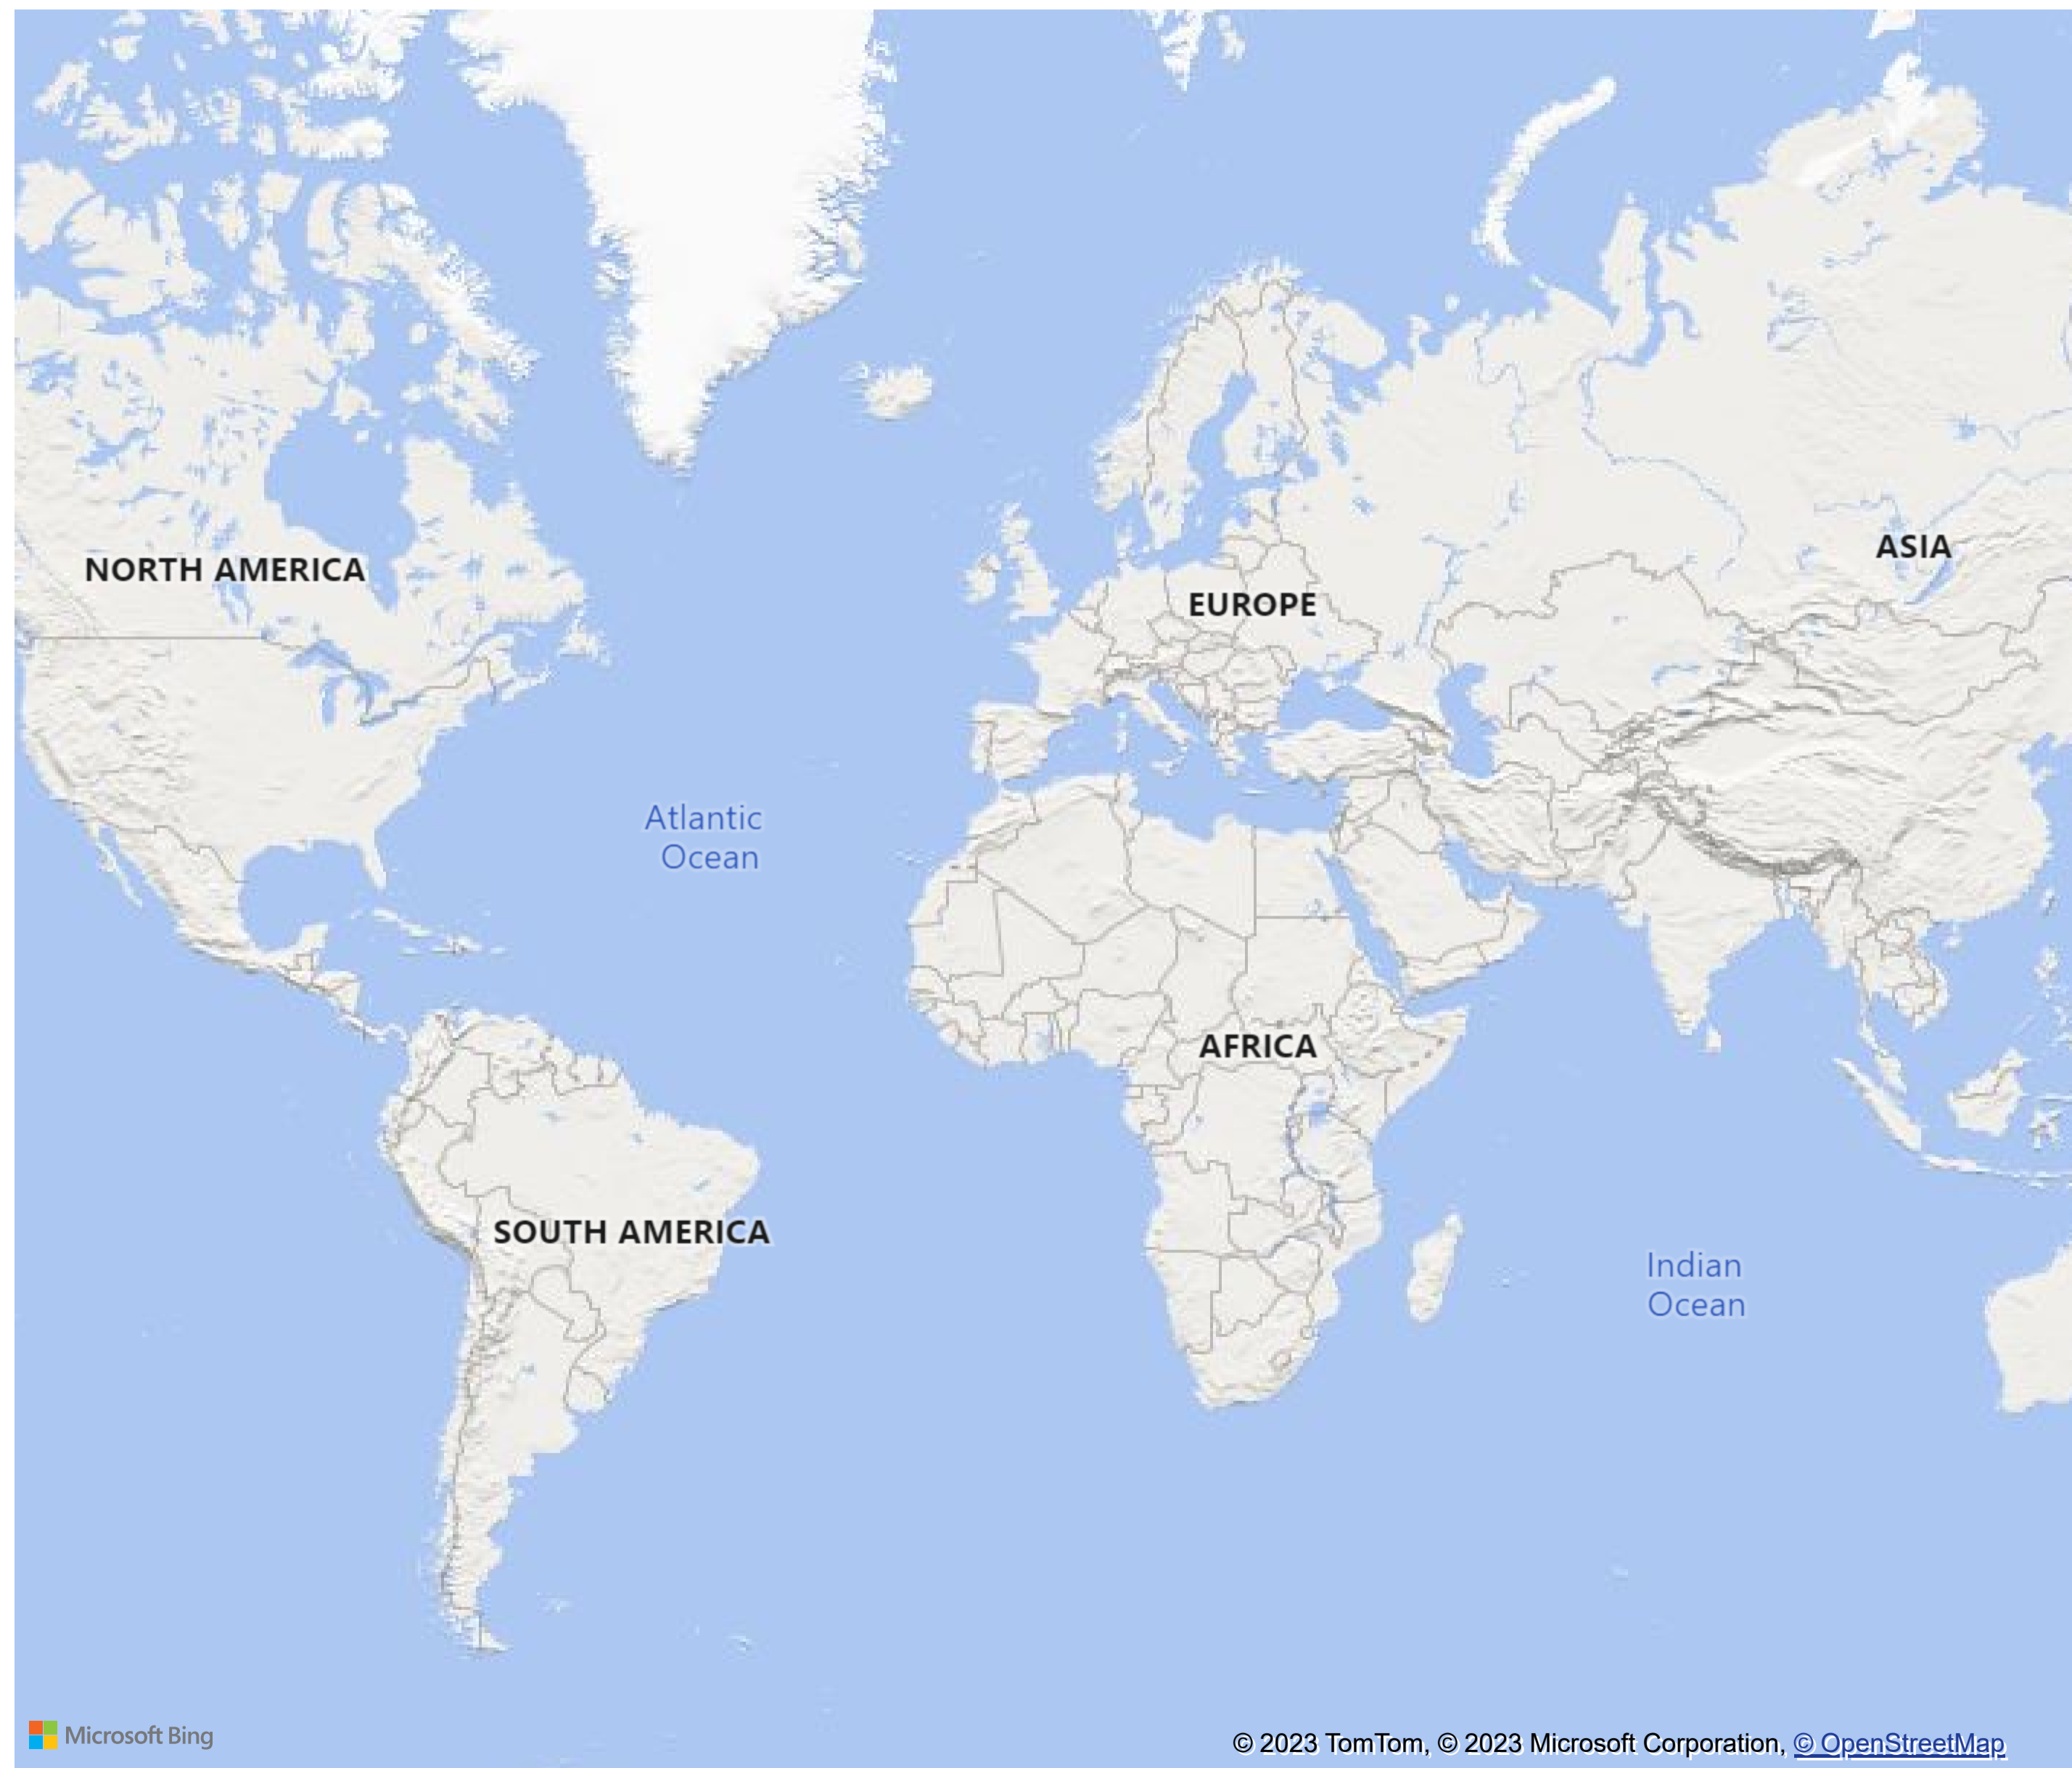 ASIA
NORTH AMERICA
EUROPE
Atlantic
Ocean
AFRICA
SOUTH AMERICA
Indian
Ocean
Microsoft Bing
© 2023 TomTom, © 2023 Microsoft Corporation, © OpenStreetMap